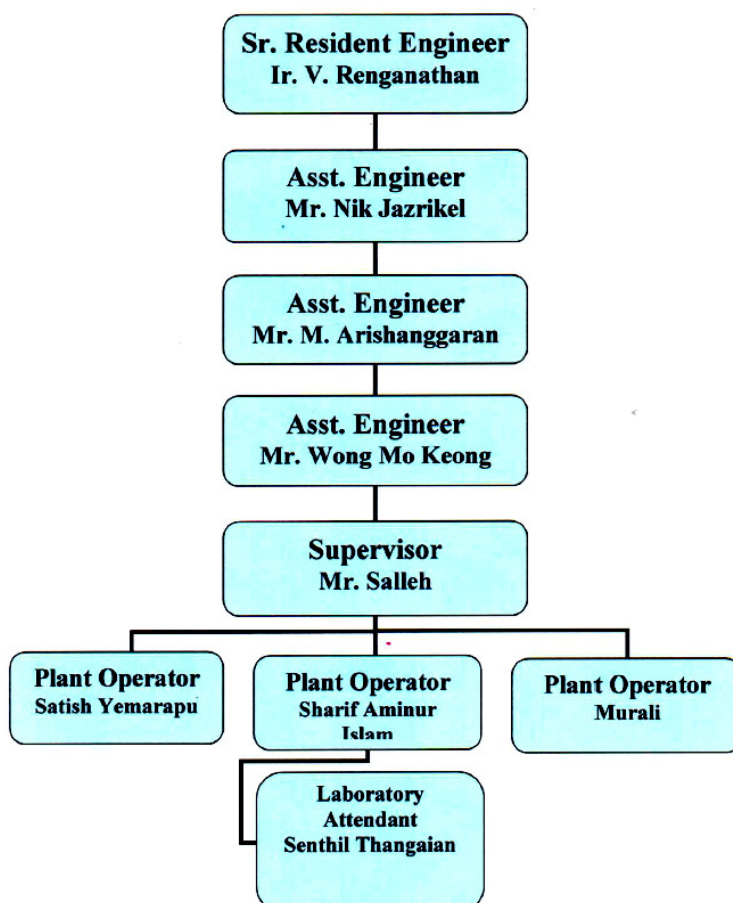 Sr. Resident Engineer
Ir. V. Renganathan
Asst. Engineer
Mr. Nik Jazrikel
Asst. Engineer
Mr. M. Arishanggaran
Asst. Engineer
Mr. Wong Mo Keong
Supervisor
Mr. Salleh
Plant Operator
Satish Yemarapu
Plant Operator
Sharif Aminur
Islam
Plant Operator
Murali
Laboratory
Attendant
Senthil Thangaian